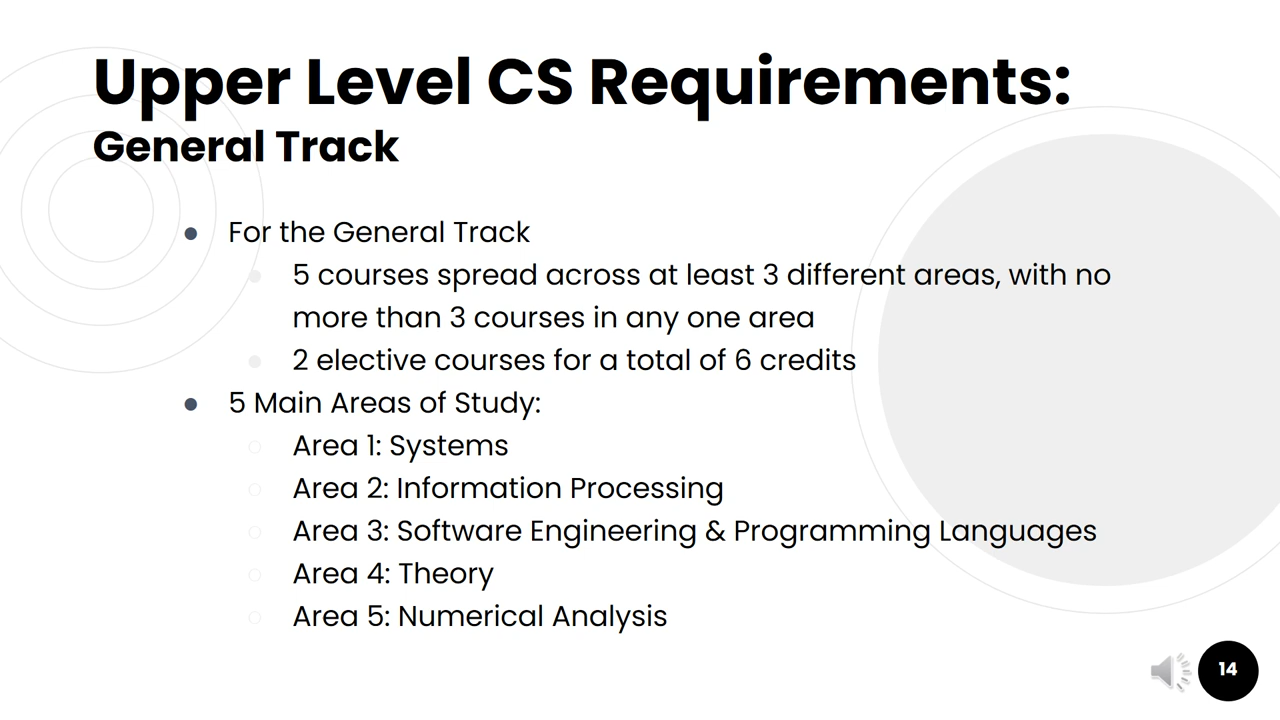 Upper Level CS Requirements:
General Track
● For the General Track
● 5 courses spread across at least 3 different areas, with no
more than 3 courses in any one area
● 2 elective courses for a total of 6 credits
● 5 Main Areas of Study:
○ Area 1: Systems
○ Area 2: Information Processing
○ Area 3: Software Engineering & Programming Languages
○ Area 4: Theory
○ Area 5: Numerical Analysis
14